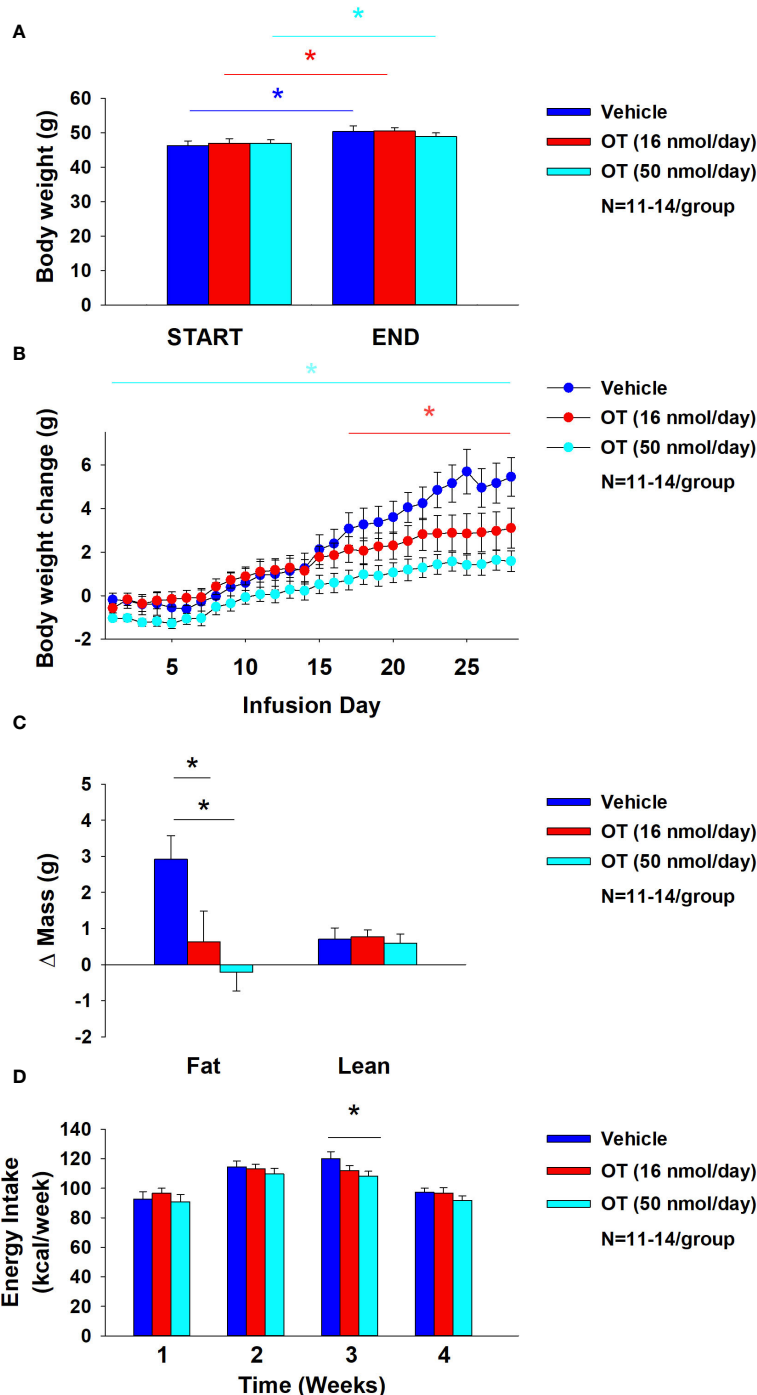 A
*
*
*
Body weight (g)
60
50
40
30
20
10
0
START
END
Vehicle
OT (16 nmol/day)
OT (50 nmol/day)
N=11-14/group
B
*
*
Body weight change (g)
6
4
2
0
-2
5
10
15
20
25
Infusion Day
Vehicle
OT (16 nmol/day)
OT (50 nmol/day)
N=11-14/group
C
*
*
Δ Mass (g)
5
4
3
2
1
0
-1
-2
Fat
Lean
Vehicle
OT (16 nmol/day)
OT (50 nmol/day)
N=11-14/group
D
*
Energy Intake
(kcal/week)
140
120
100
80
60
40
20
0
1
2
3
4
Time (Weeks)
Vehicle
OT (16 nmol/day)
OT (50 nmol/day)
N=11-14/group